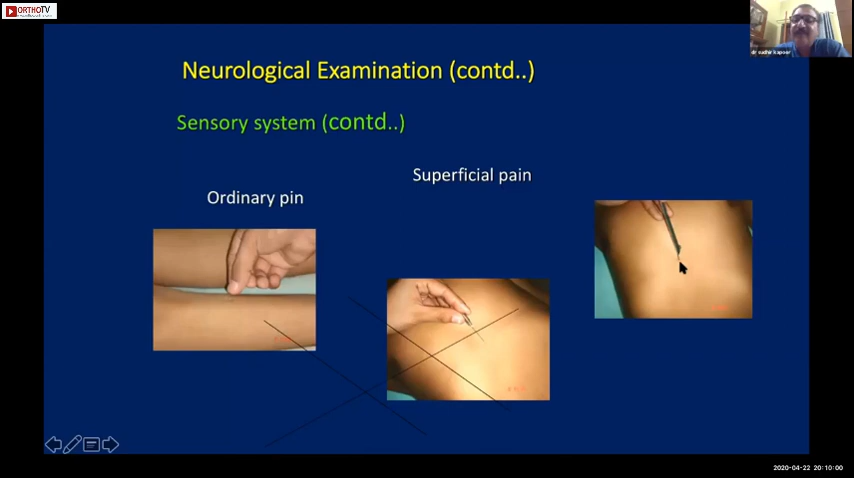 ORTHOTV
dr sudhir kapoor
Neurological Examination (contd..)
Sensory system (contd..)
Superficial pain
Ordinary pin
2020-04-22 20:10:00